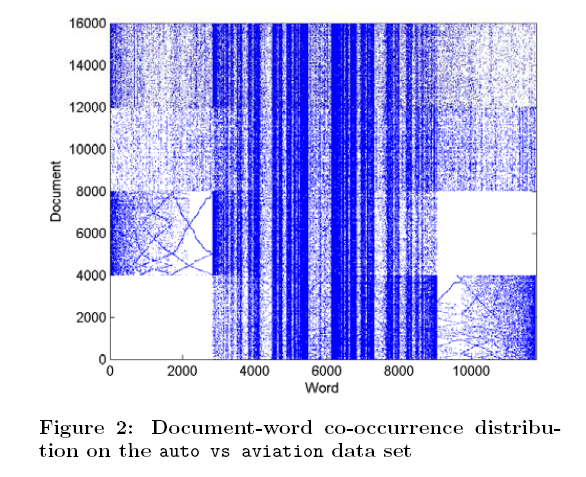 16000
14000
12000
10000
8000
6000
4000
2000
0
Document
0 2000 4000 6000 8000 10000
Word
Figure 2: Document-word co-occurrence distribu-
tion on the auto vs aviation data set